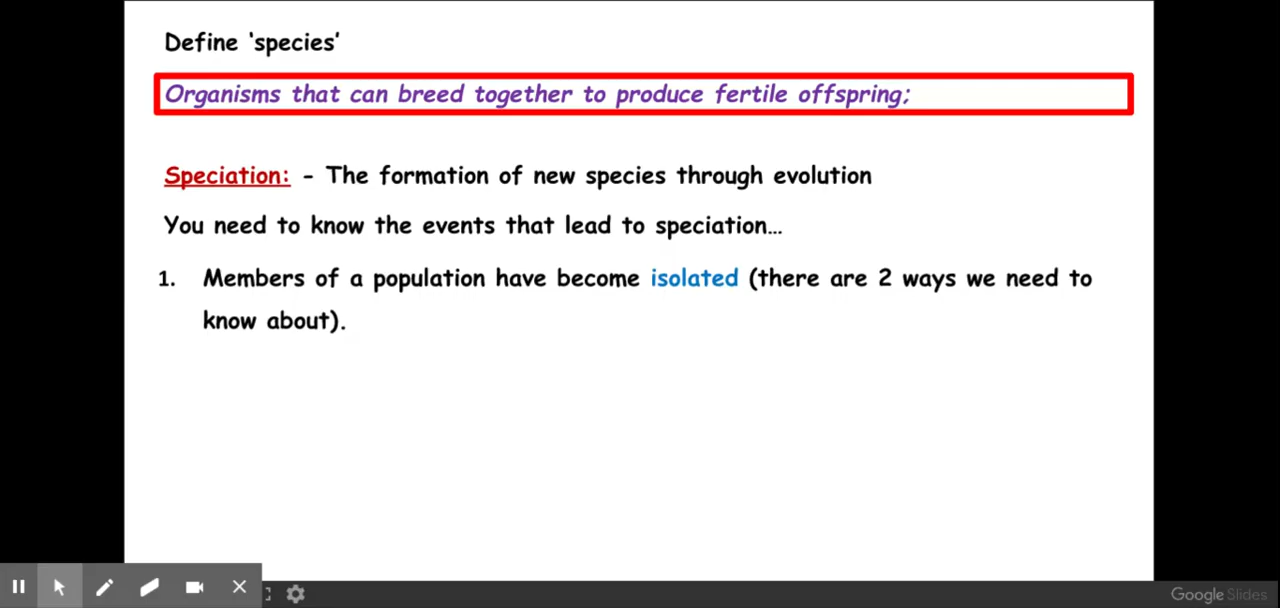 Define ‘species’
Organisms that can breed together to produce fertile offspring;
Speciation: - The formation of new species through evolution
You need to know the events that lead to speciation…
1. Members of a population have become isolated (there are 2 ways we need to
know about).
Google Slides